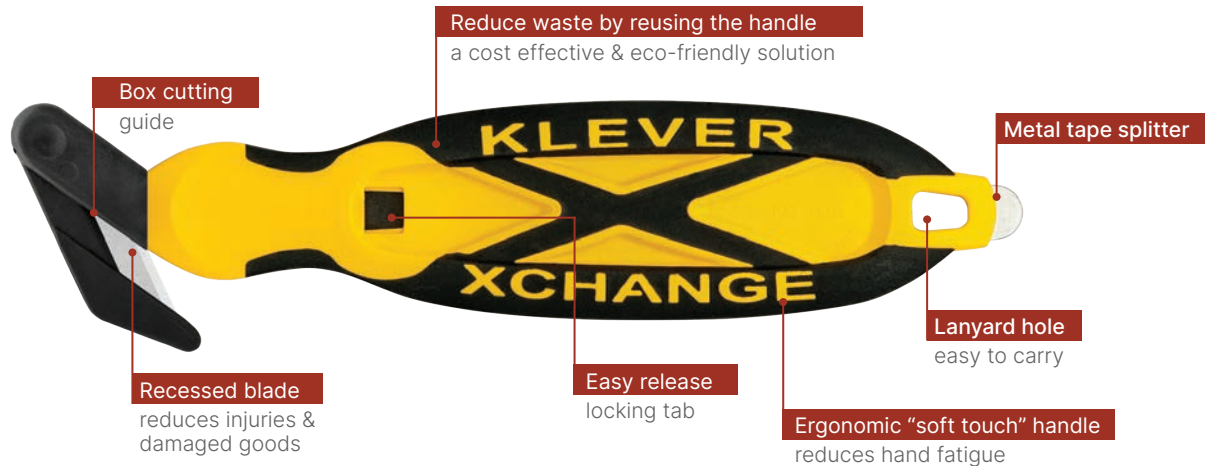 Reduce waste by reusing the handle
a cost effective & eco-friendly solution
Box cutting
guide
Metal tape splitter
KLEVER
XCHANGE
Lanyard hole
easy to carry
Recessed blade
reduces injuries &
damaged goods
Easy release
locking tab
Ergonomic “soft touch” handle
reduces hand fatigue